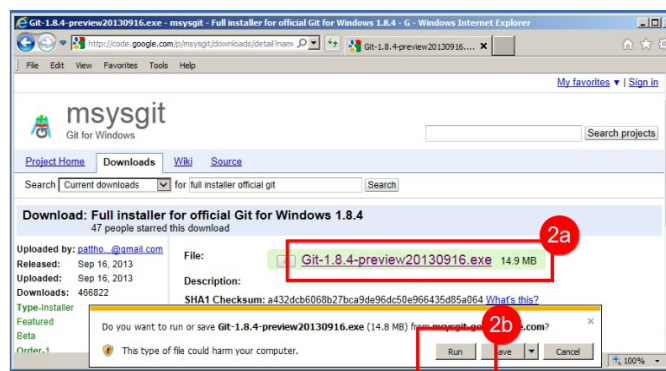 Git-1.8.4-preview20130916.exe - msysgit - Full installer for official Git for Windows 1.8.4 - G - Windows Internet Explorer
http://code.google.com/p/msysgit/downloads/detail?nam
Git-1.8.4-preview20130916....
File Edit View Favorites Tools Help
My favorites ▼ | Sign in
msysgit
Git for Windows
Search projects
Project Home Downloads Wiki Source
Search Current downloads for full installer official git Search
Download: Full installer for official Git for Windows 1.8.4
47 people starred this download
2a
Uploaded by: pattho...@gmail.com
Released: Sep 16, 2013
Uploaded: Sep 16, 2013
Downloads: 466822
Type-Installer
Featured
Beta
Order-1
File: Git-1.8.4-preview20130916.exe 14.9 MB
Description:
SHA1 Checksum: a432dcb6068b27bca9de96dc50e966435d85a064 What's this?
2b
Do you want to run or save Git-1.8.4-preview20130916.exe (14.8 MB) from .com?
This type of file could harm your computer.
Run Cancel
100%